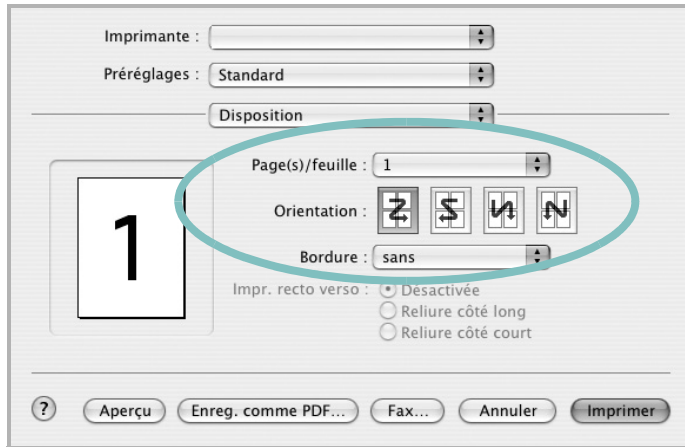 Imprimante :
Préréglages : Standard
Disposition
Page(s)/feuille : 1
Orientation :
1
Bordure : sans
Impr. recto verso : Désactivée
Reliure côté long
Reliure côté court
? Aperçu Enreg. comme PDF... Fax... Annuler Imprimer